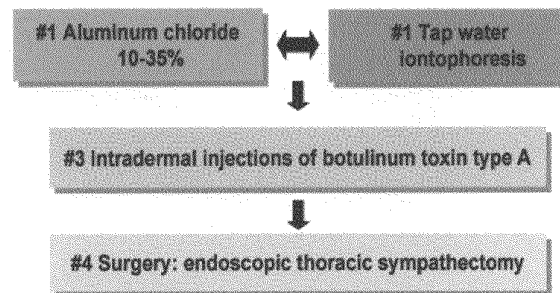 #1 Aluminum chloride
10-35%
#1 Tap water
iontophoresis
#3 Intradermal injections of botulinum toxin type A
#4 Surgery: endoscopic thoracic sympathectomy